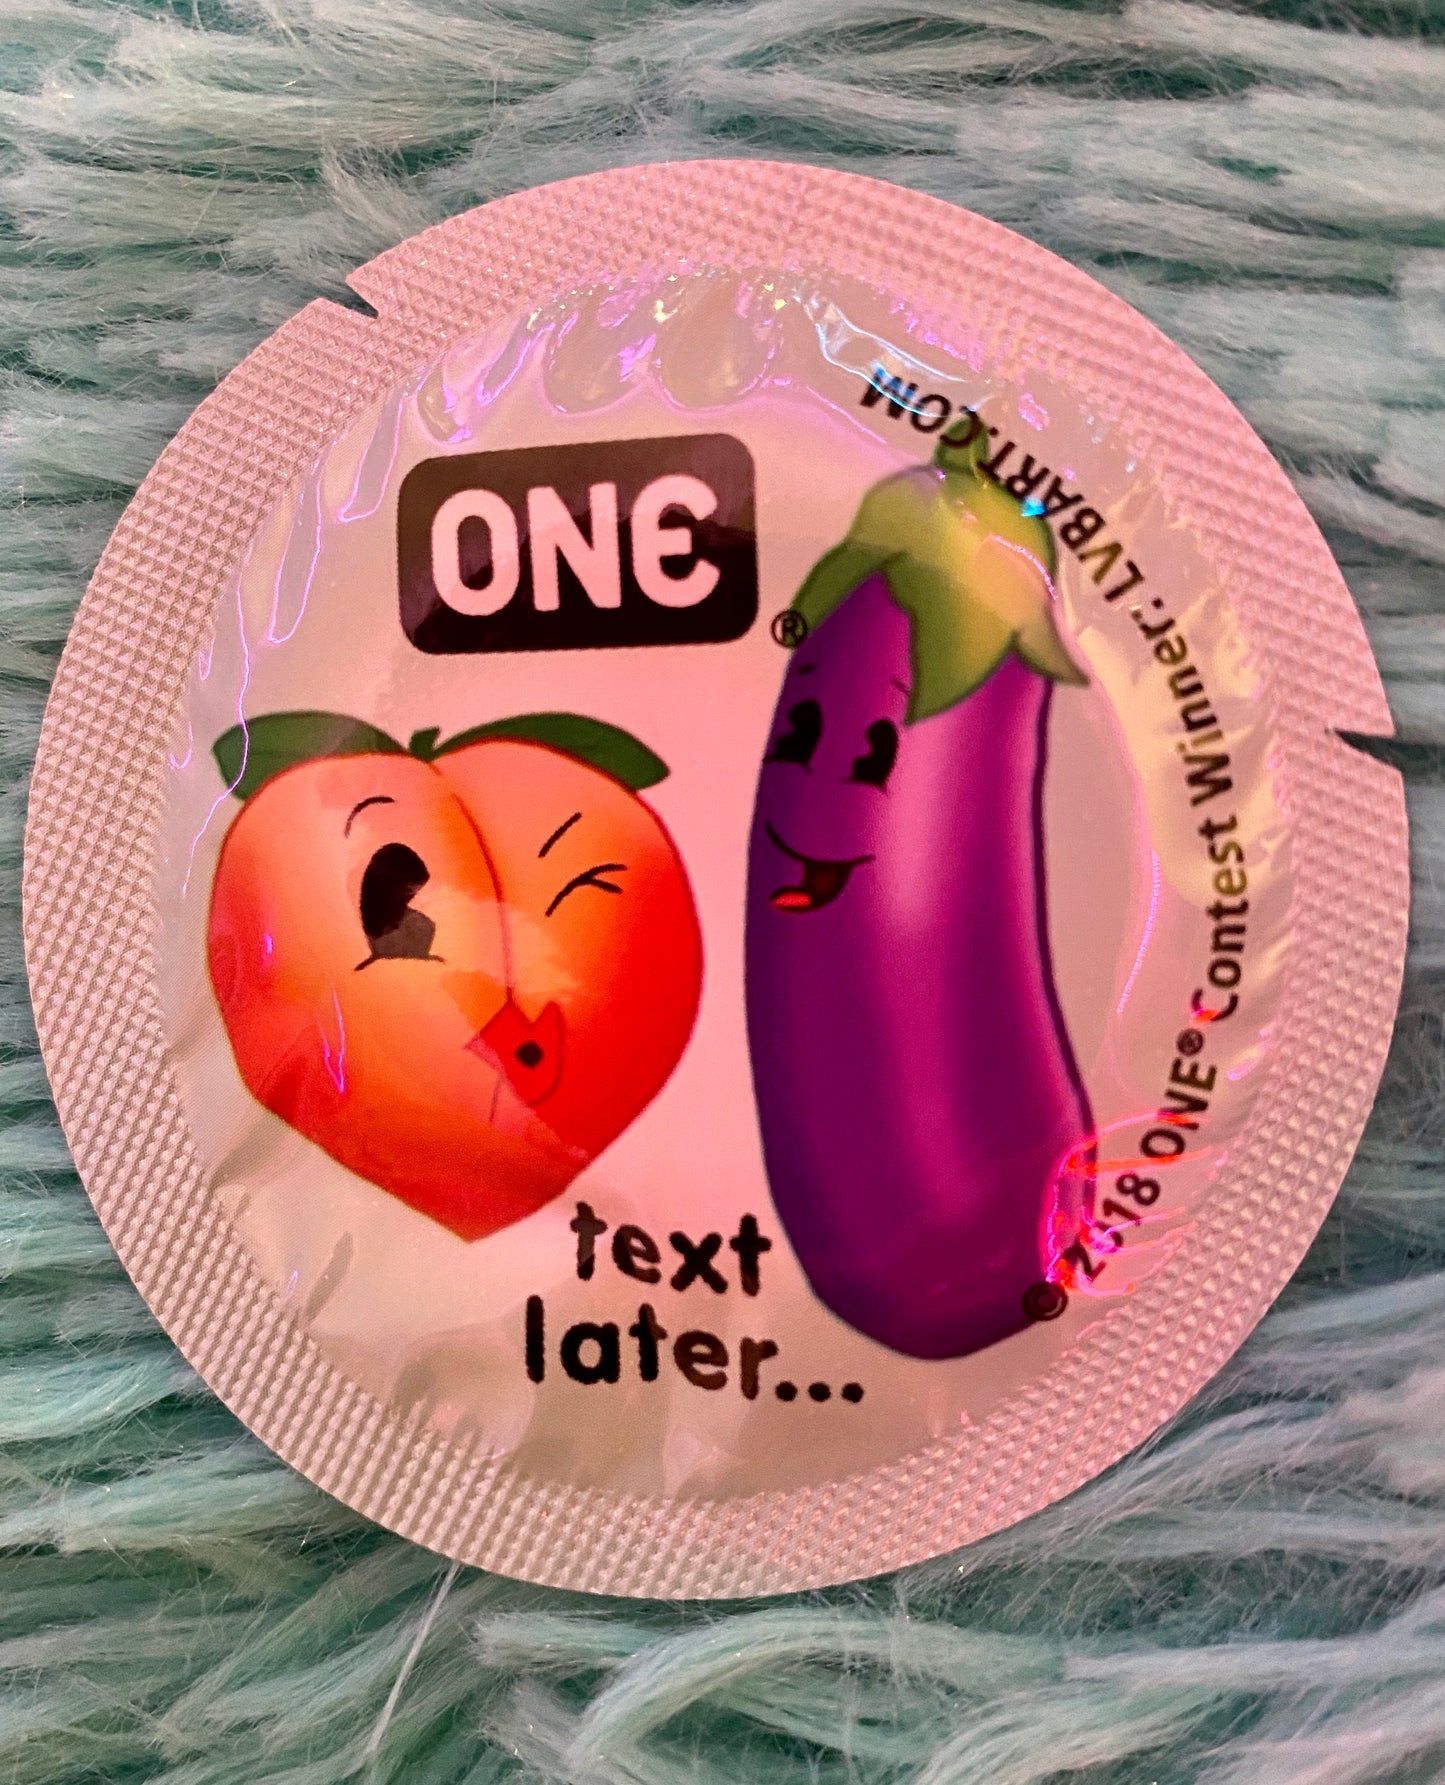 ONE®
text
later...
© 2018 ONE® Contest Winner: LVBART.COM